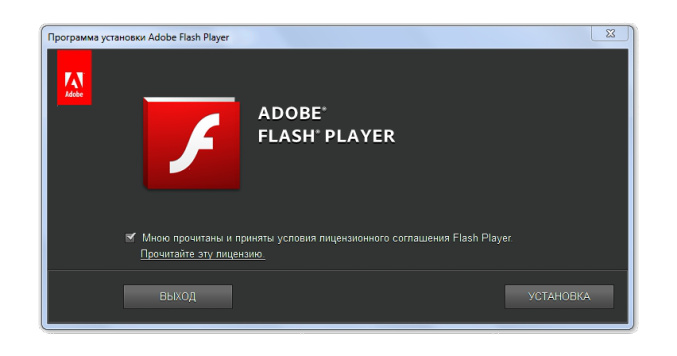 Программа установки Adobe Flash Player
Adobe
ADOBE®
FLASH® PLAYER
Мною прочитаны и приняты условия лицензионного соглашения Flash Player.
Прочитайте эту лицензию.
ВЫХОД
УСТАНОВКА